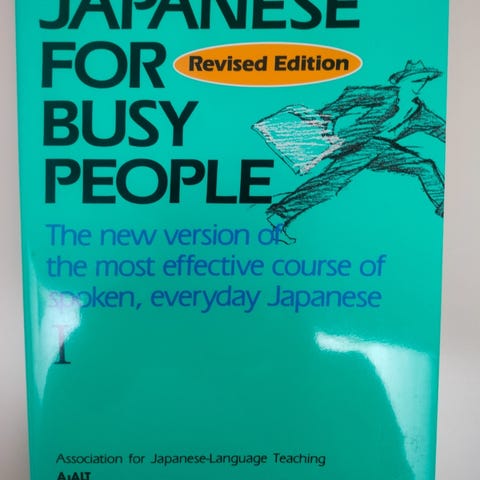 JAPANESE
FOR
Revised Edition
BUSY
PEOPLE
The new version of
the most effective course of
spoken, everyday Japanese
I
Association for Japanese-Language Teaching
AJALT